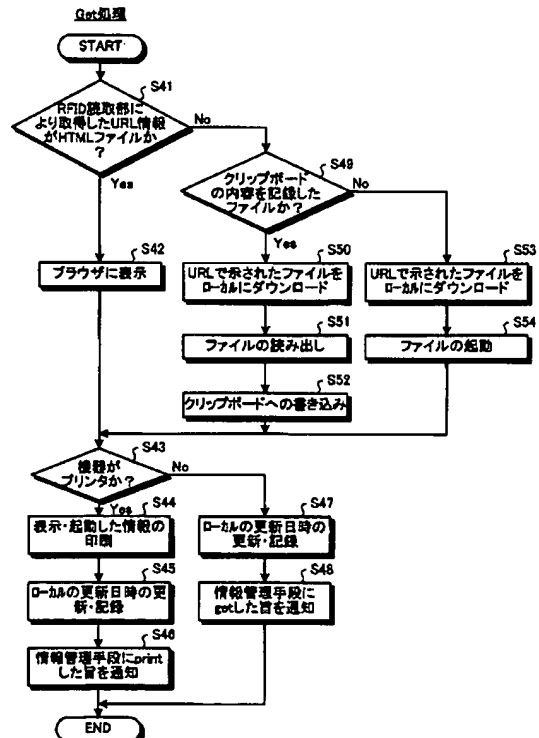 Get処理
START
S41
RFID読取部に
より取得したURL情報
がHTMLファイルか
?
No
Yes
S49
クリップボード
の内容を記録した
ファイルか?
No
Yes
S42
ブラウザに表示
S50
URLで示されたファイルを
ローカルにダウンロード
S53
URLで示されたファイルを
ローカルにダウンロード
S51
ファイルの読み出し
S54
ファイルの起動
S52
クリップボードへの書き込み
S43
機器が
プリンタか?
No
Yes
S44
表示・起動した情報の
印刷
S47
ローカルの更新日時の
更新・記録
S45
ローカルの更新日時の更
新・記録
S48
情報管理手段に
getした旨を通知
S46
情報管理手段にprint
した旨を通知
END